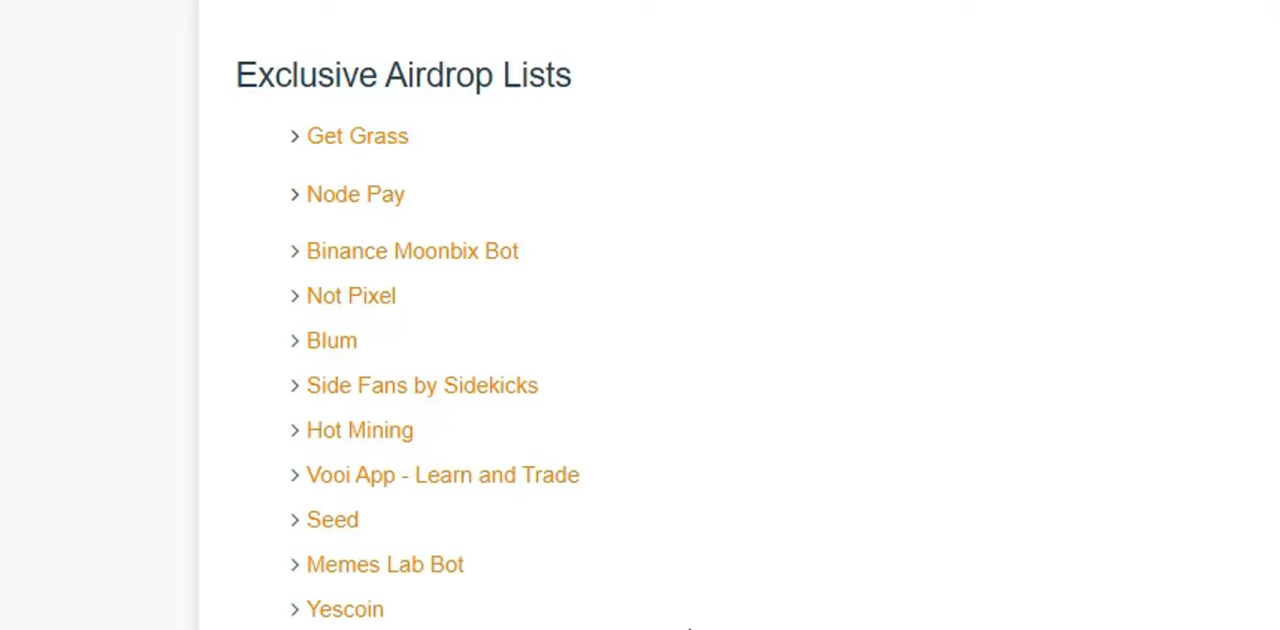 Exclusive Airdrop Lists
Get Grass
Node Pay
Binance Moonbix Bot
Not Pixel
Blum
Side Fans by Sidekicks
Hot Mining
Vooi App - Learn and Trade
Seed
Memes Lab Bot
Yescoin